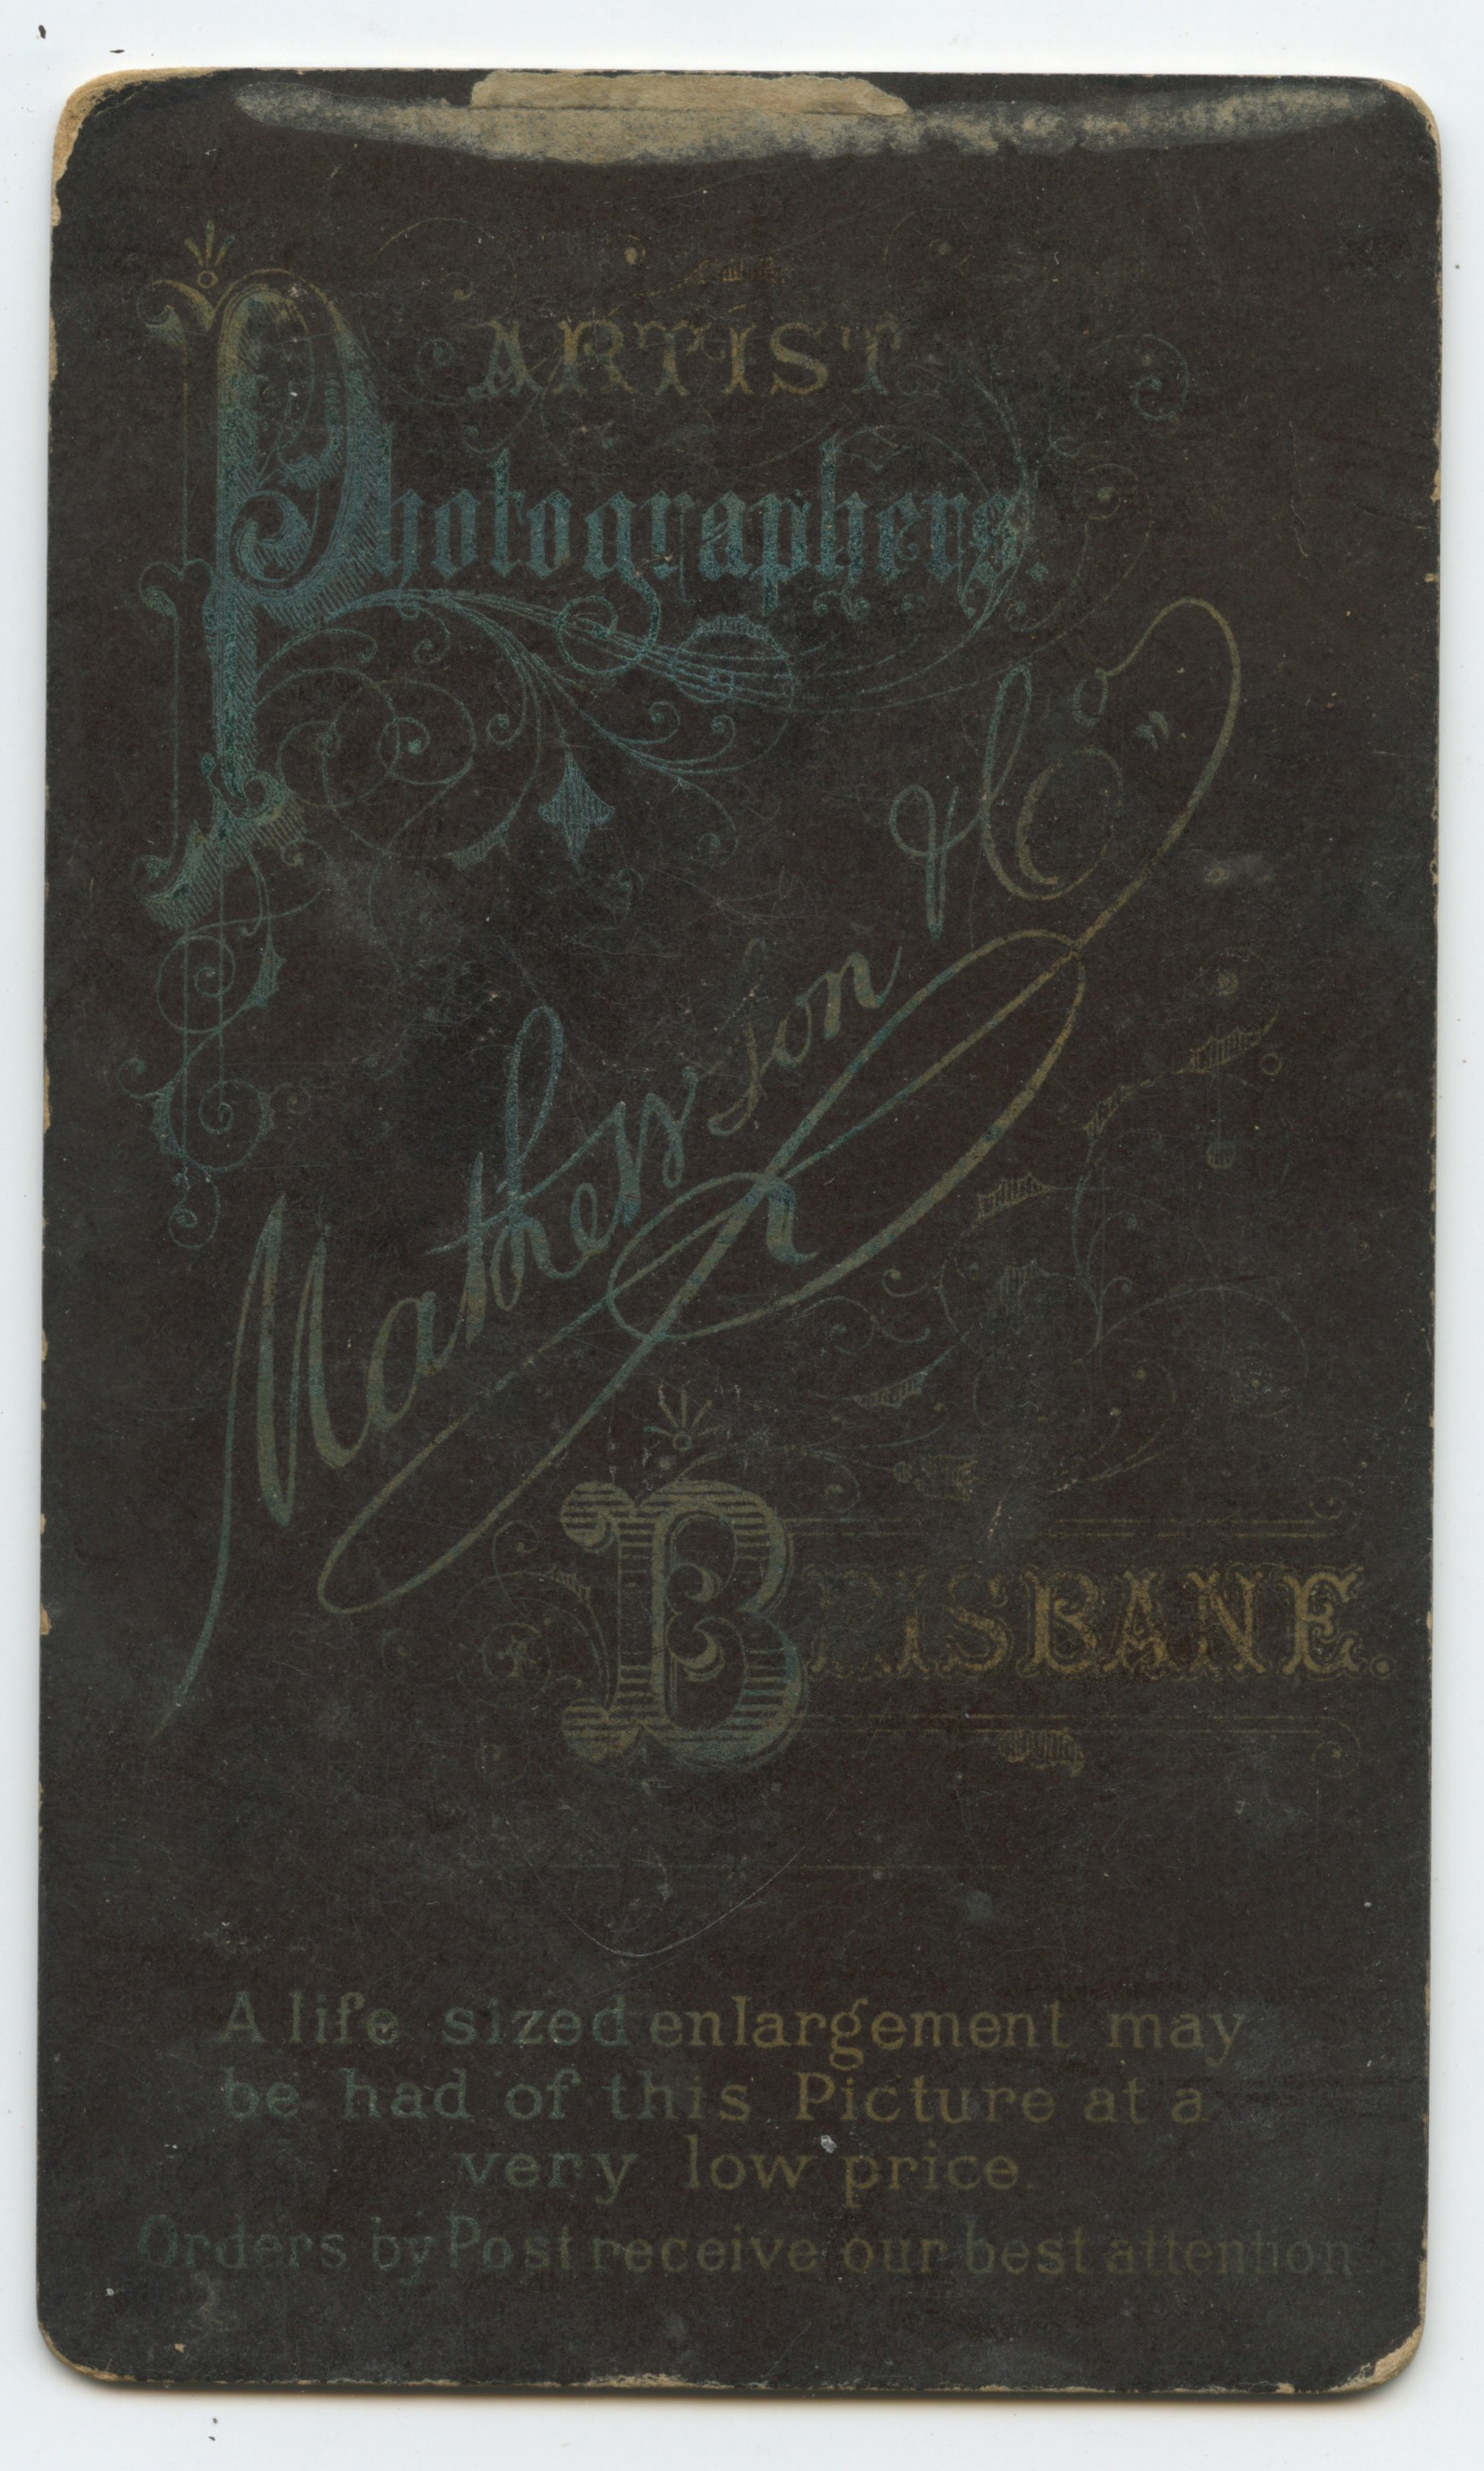 ARTIST
Photographers.
Mathewson & Co"
BRISBANE.
A life sized enlargement may
be had of this Picture at a
very low price.
Orders by Post receive our best attention